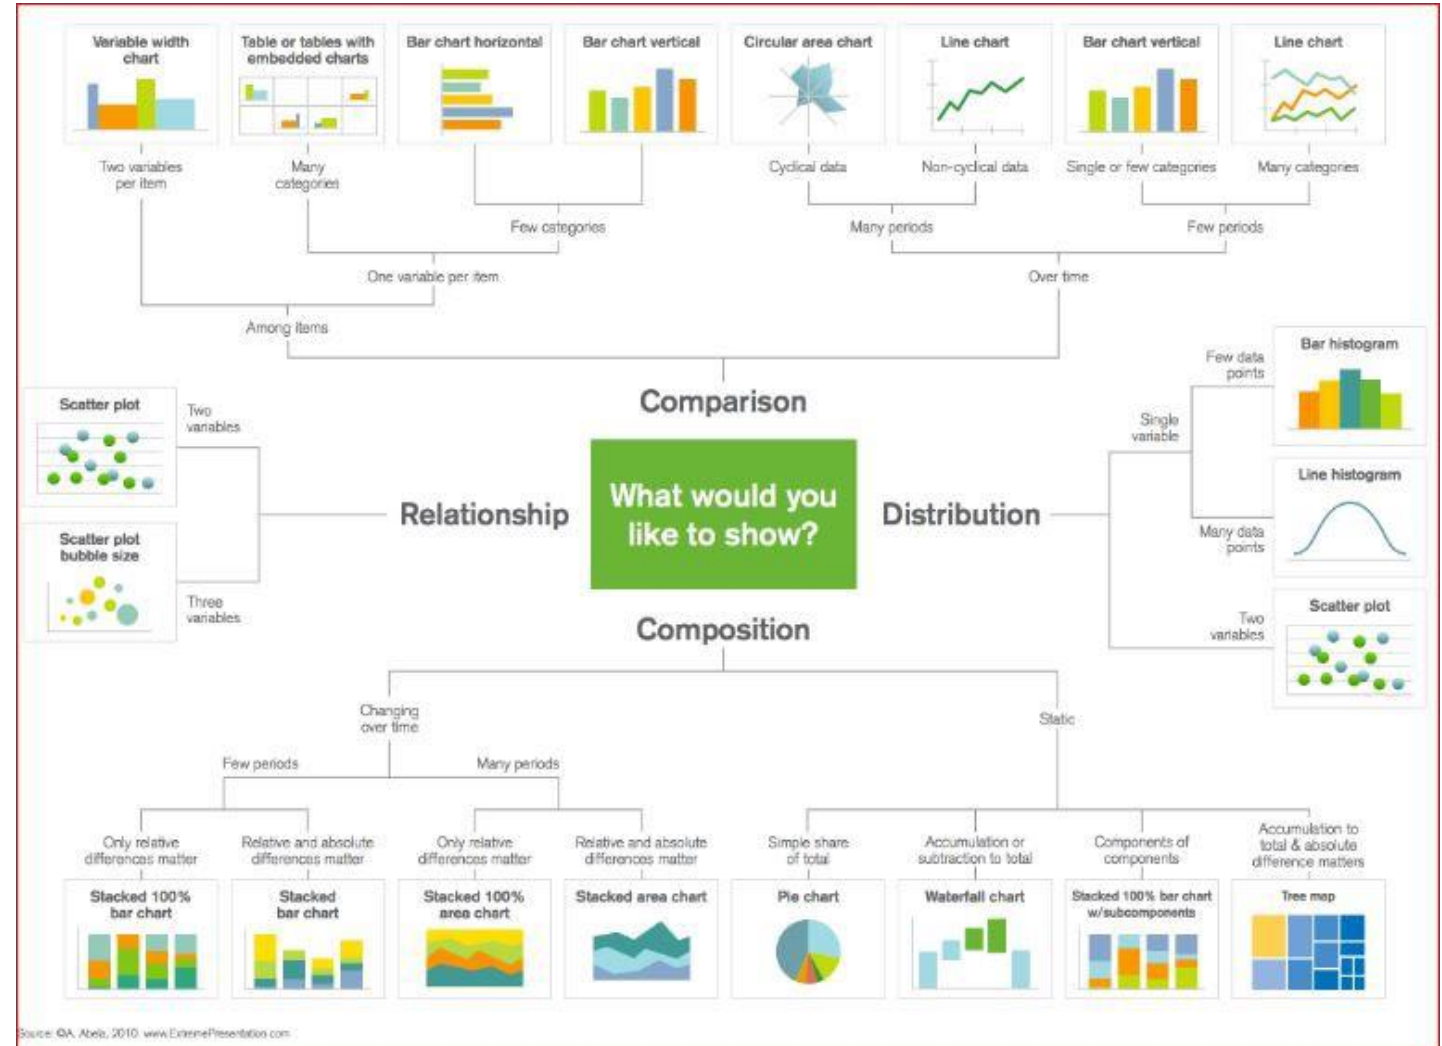 Variable width
chart
Table or tables with
embedded charts
Bar chart horizontal
Bar chart vertical
Circular area chart
Line chart
Bar chart vertical
Line chart
Two variables
per item
Many
categories
Cyclical data
Non-cyclical data
Single or few categories
Many categories
Few categories
Many periods
Few periods
One variable per item
Over time
Among items
Comparison
Scatter plot
Two
variables
Relationship
Scatter plot
bubble size
Three
variables
What would you
like to show?
Distribution
Single
variable
Few data
points
Bar histogram
Many data
points
Line histogram
Two
variables
Scatter plot
Composition
Changing
over time
Static
Few periods
Many periods
Only relative
differences matter
Relative and absolute
differences matter
Only relative
differences matter
Relative and absolute
differences matter
Simple share
of total
Accumulation or
subtraction to total
Components of
components
Accumulation to
total & absolute
difference matters
Stacked 100%
bar chart
Stacked
bar chart
Stacked 100%
area chart
Stacked area chart
Pie chart
Waterfall chart
Stacked 100% bar chart
w/subcomponents
Tree map
Source: ©A. Abela, 2010 www.ExtremePresentation.com